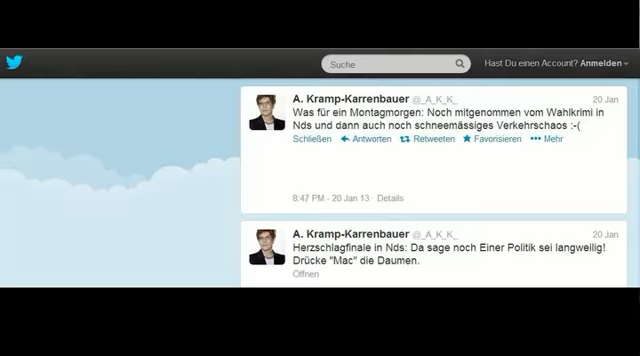 Suche
Hast Du einen Account? Anmelden
A. Kramp-Karrenbauer @_A_K_K_ 20 Jan
Was für ein Montagmorgen: Noch mitgenommen vom Wahlkrimi in
Nds und dann auch noch schneemässiges Verkehrschaos :-(
Schließen Antworten Retweeten Favorisieren Mehr
8:47 PM - 20 Jan 13 · Details
A. Kramp-Karrenbauer @_A_K_K_ 20 Jan
Herzschlagfinale in Nds: Da sage noch Einer Politik sei langweilig!
Drücke "Mac" die Daumen.
Öffnen